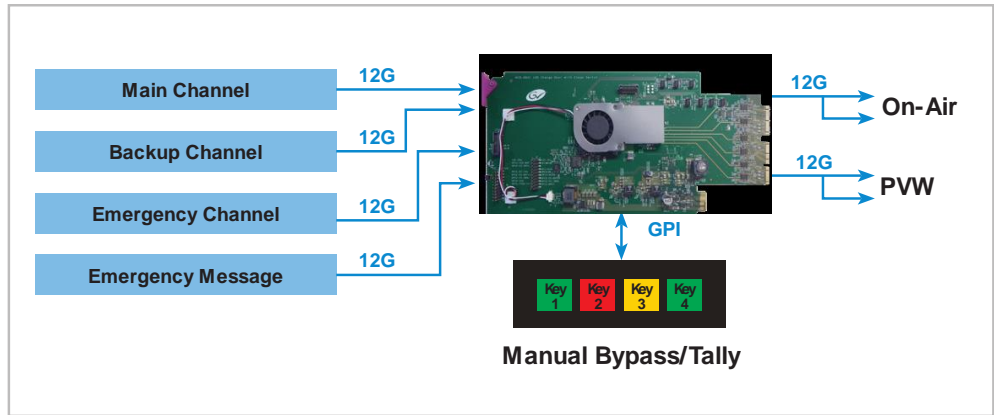 Main Channel
12G
Backup Channel
12G
Emergency Channel
12G
Emergency Message
12G
12G
On-Air
12G
PVW
GPI
Key 1
Key 2
Key 3
Key 4
Manual Bypass/Tally